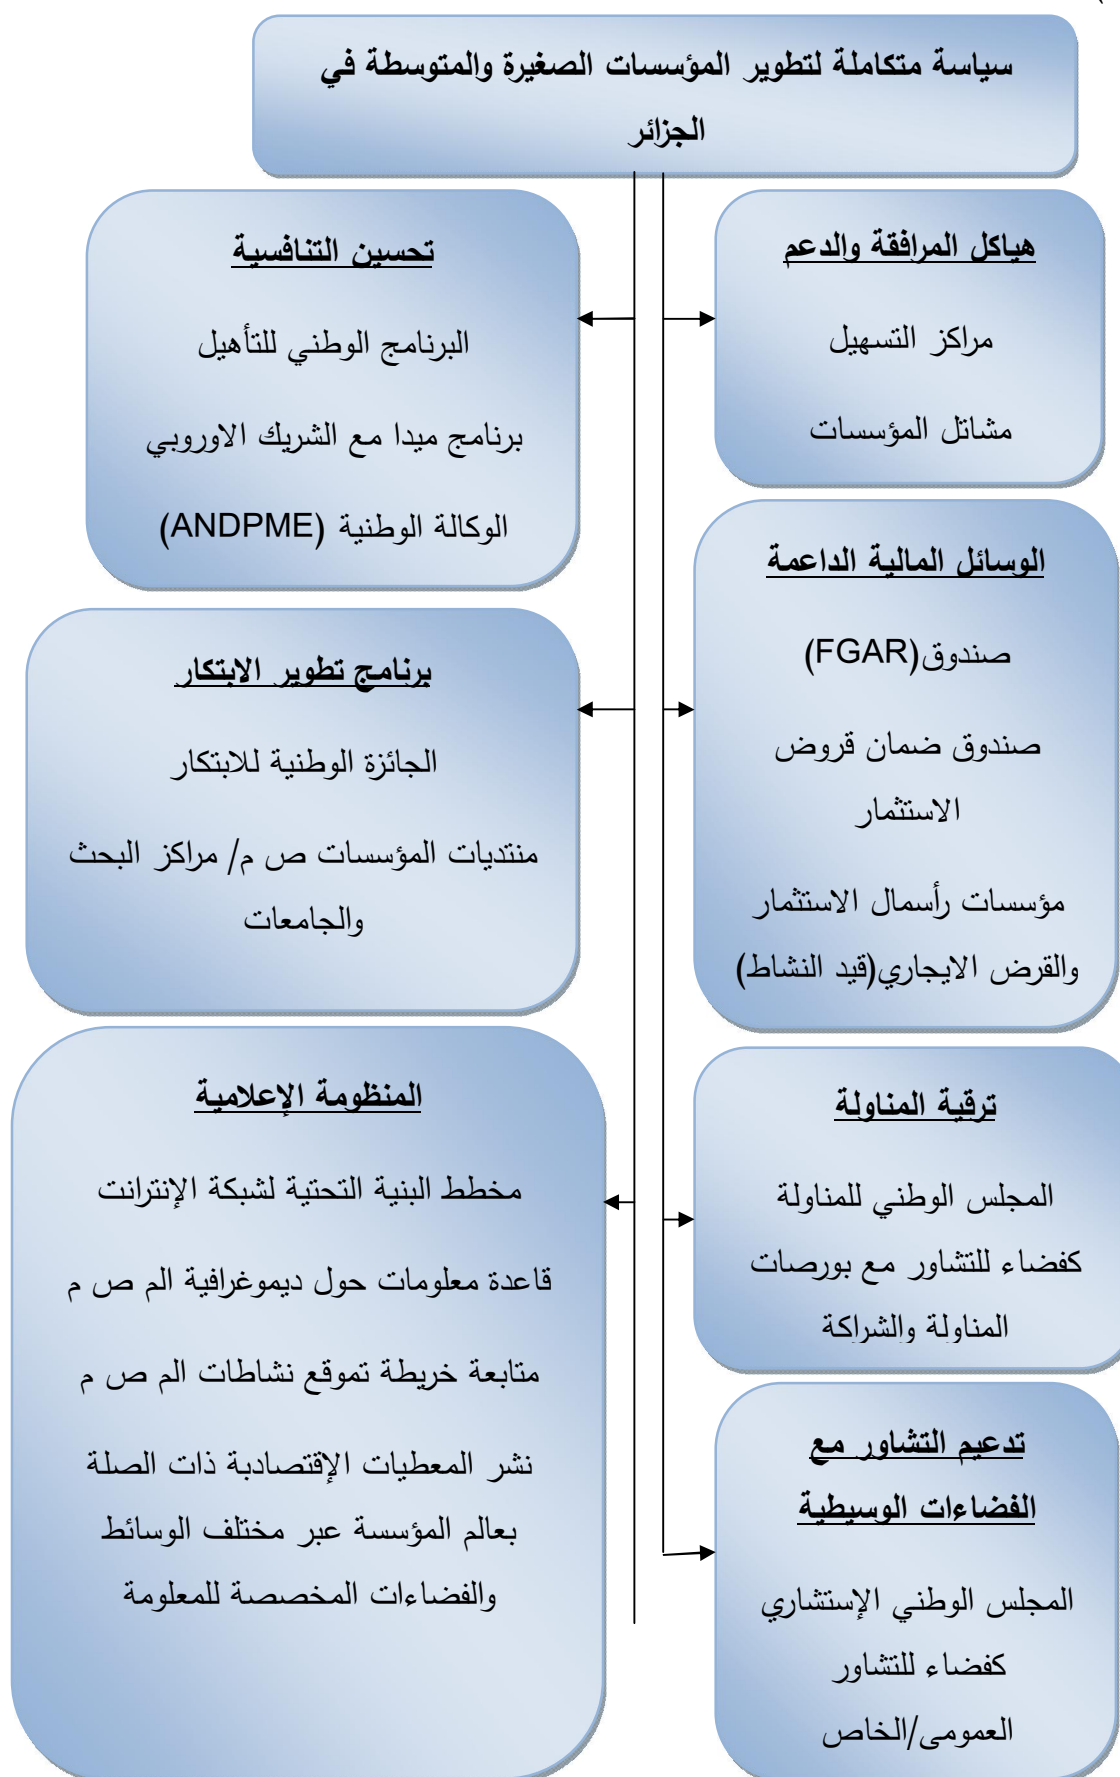 سياسة متكاملة لتطوير المؤسسات الصغيرة والمتوسطة في
الجزائر
هياكل المرافقة والدعم
مراكز التسهيل
مشاتل المؤسسات
تحسين التنافسية
البرنامج الوطني للتأهيل
برنامج ميدا مع الشريك الاوروبي
الوكالة الوطنية (ANDPME)
الوسائل المالية الداعمة
صندوق(FGAR)
صندوق ضمان قروض
الاستثمار
مؤسسات رأسمال الاستثمار
والقرض الايجاري(قيد النشاط)
برنامج تطوير الابتكار
الجائزة الوطنية للابتكار
منتديات المؤسسات ص م/ مراكز البحث
والجامعات
ترقية المناولة
المجلس الوطني للمناولة
كفضاء للتشاور مع بورصات
المناولة والشراكة
المنظومة الإعلامية
مخطط البنية التحتية لشبكة الإنترانت
قاعدة معلومات حول ديموغرافية الم ص م
متابعة خريطة تموقع نشاطات الم ص م
نشر المعطيات الإقتصادبة ذات الصلة
بعالم المؤسسة عبر مختلف الوسائط
والفضاءات المخصصة للمعلومة
تدعيم التشاور مع
الفضاءات الوسيطية
المجلس الوطني الإستشاري
كفضاء للتشاور
العمومى/الخاص